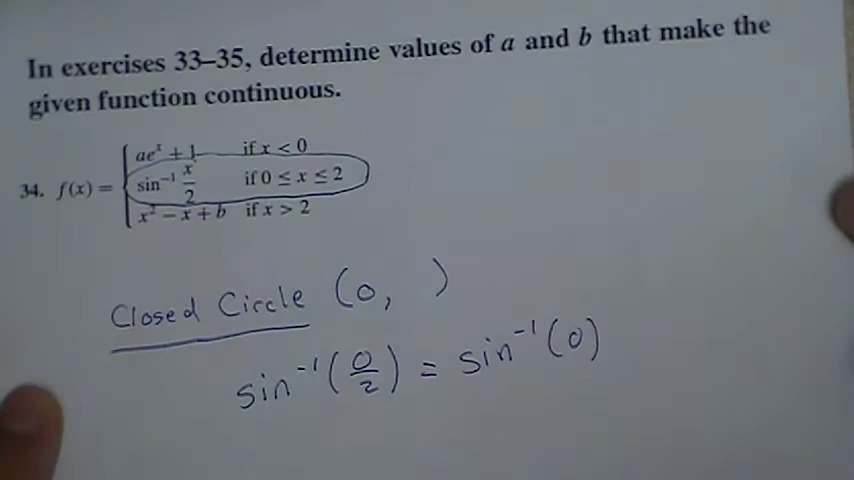 In exercises 33–35, determine values of a and b that make the
given function continuous.
34. f(x) = { ae^x + 1 if x < 0
sin^-1 x/2 if 0 ≤ x ≤ 2
x^2 − x + b if x > 2
Closed Circle (0, )
sin^-1(0/2) = sin^-1(0)